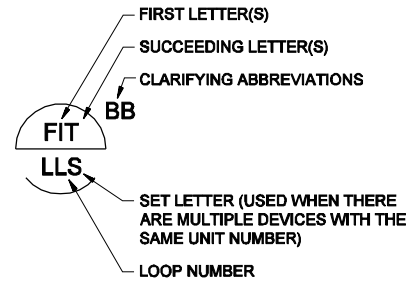 FIRST LETTER(S)
SUCCEEDING LETTER(S)
CLARIFYING ABBREVIATIONS
BB
FIT
LLS
SET LETTER (USED WHEN THERE
ARE MULTIPLE DEVICES WITH THE
SAME UNIT NUMBER)
LOOP NUMBER